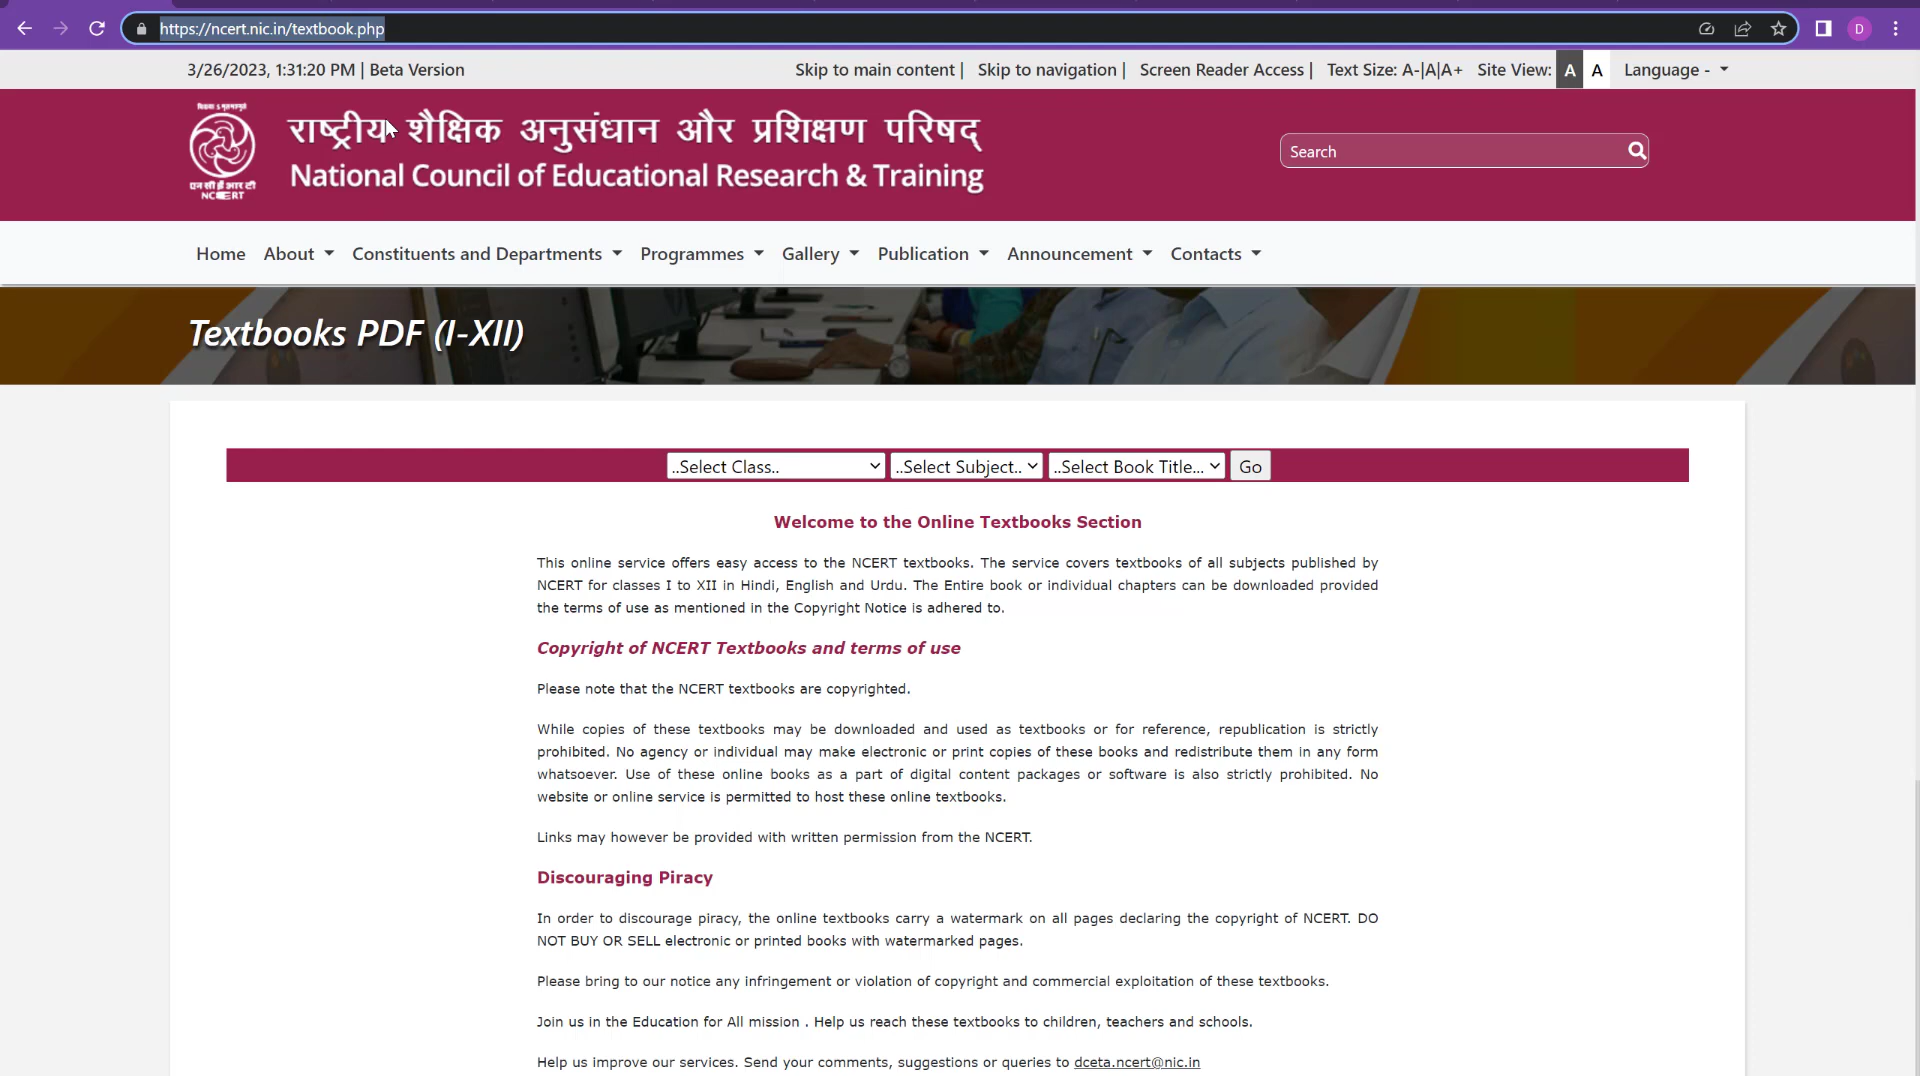 https://ncert.nic.in/textbook.php
D
3/26/2023, 1:31:20 PM | Beta Version
Skip to main content | Skip to navigation | Screen Reader Access | Text Size: A-|A|A+ Site View: A A Language -
राष्ट्रीय शैक्षिक अनुसंधान और प्रशिक्षण परिषद्
National Council of Educational Research & Training
एन सी ई आर टी
NCERT
Search
Home About Constituents and Departments Programmes Gallery Publication Announcement Contacts
Textbooks PDF (I-XII)
..Select Class.. ..Select Subject.. ..Select Book Title... Go
Welcome to the Online Textbooks Section
This online service offers easy access to the NCERT textbooks. The service covers textbooks of all subjects published by
NCERT for classes I to XII in Hindi, English and Urdu. The Entire book or individual chapters can be downloaded provided
the terms of use as mentioned in the Copyright Notice is adhered to.
Copyright of NCERT Textbooks and terms of use
Please note that the NCERT textbooks are copyrighted.
While copies of these textbooks may be downloaded and used as textbooks or for reference, republication is strictly
prohibited. No agency or individual may make electronic or print copies of these books and redistribute them in any form
whatsoever. Use of these online books as a part of digital content packages or software is also strictly prohibited. No
website or online service is permitted to host these online textbooks.
Links may however be provided with written permission from the NCERT.
Discouraging Piracy
In order to discourage piracy, the online textbooks carry a watermark on all pages declaring the copyright of NCERT. DO
NOT BUY OR SELL electronic or printed books with watermarked pages.
Please bring to our notice any infringement or violation of copyright and commercial exploitation of these textbooks.
Join us in the Education for All mission . Help us reach these textbooks to children, teachers and schools.
Help us improve our services. Send your comments, suggestions or queries to dceta.ncert@nic.in